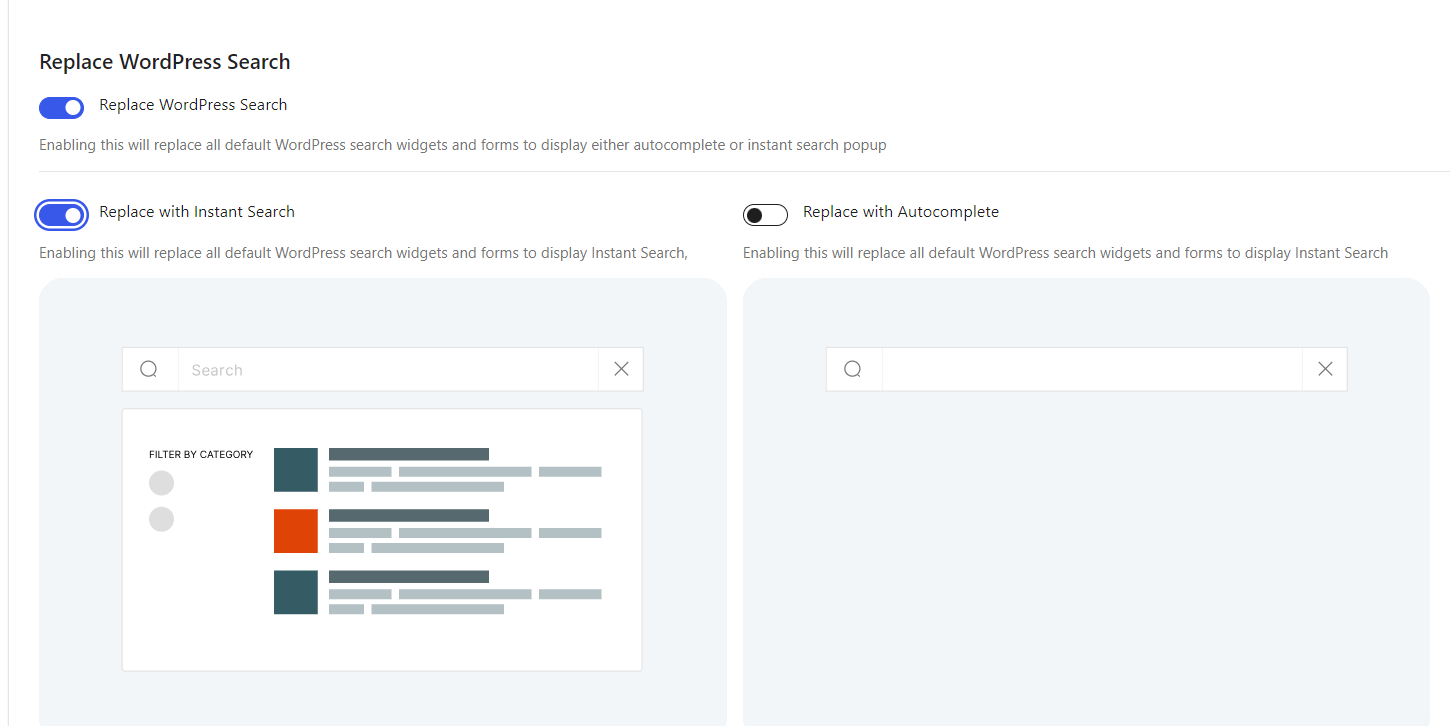 Replace WordPress Search
Replace WordPress Search
Enabling this will replace all default WordPress search widgets and forms to display either autocomplete or instant search popup
Replace with Instant Search
Enabling this will replace all default WordPress search widgets and forms to display Instant Search,
Search
FILTER BY CATEGORY
Replace with Autocomplete
Enabling this will replace all default WordPress search widgets and forms to display Instant Search